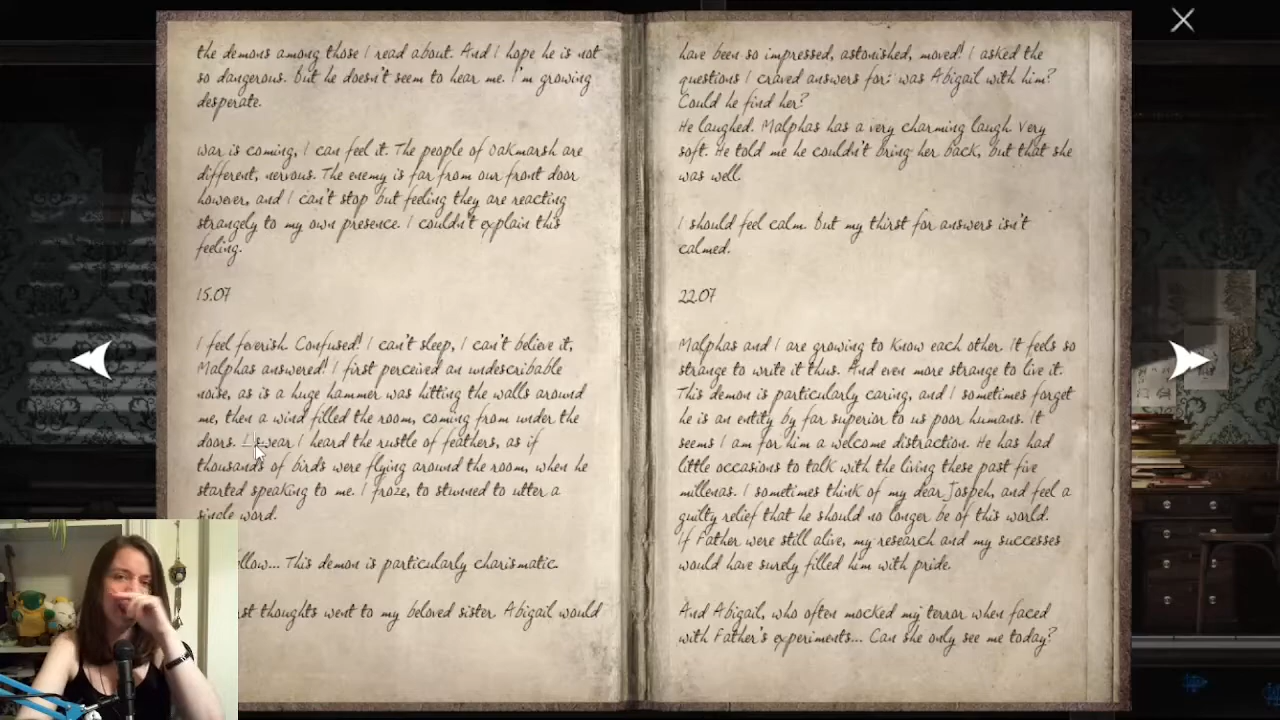 the demons among those I read about. And I hope he is not
so dangerous. But he doesn't seem to hear me. I'm growing
desperate.
War is coming, I can feel it. The people of Oakmarsh are
different, nervous. The enemy is far from our front door
however, and I can't stop but feeling they are reacting
strangely to my own presence. I couldn't explain this
feeling.
15.07
I feel feverish. Confused! I can't sleep, I can't believe it,
Malphas answered! I first perceived an undescribable
noise, as is a huge hammer was hitting the walls around
me, then a wind filled the room, coming from under the
doors. I swear I heard the rustle of feathers, as if
thousands of birds were flying around the room, when he
started speaking to me. I froze, to stunned to utter a
single word.
This demon is particularly charismatic.
thoughts went to my beloved sister. Abigail would
have been so impressed, astonished, moved! I asked the
questions I craved answers for: was Abigail with him?
Could he find her?
He laughed. Malphas has a very charming laugh. Very
soft. He told me he couldn't bring her back, but that she
was well.
I should feel calm. But my thirst for answers isn't
calmed.
22.07
Malphas and I are growing to know each other. It feels so
strange to write it thus. And even more strange to live it.
This demon is particularly caring, and I sometimes forget
he is an entity by far superior to us poor humans. It
seems I am for him a welcome distraction. He has had
little occasions to talk with the living these past five
millenas. I sometimes think of my dear Jospeh, and feel a
guilty relief that he should no longer be of this world.
If Father were still alive, my research and my successes
would have surely filled him with pride.
And Abigail, who often mocked my terror when faced
with Father's experiments... Can she only see me today?